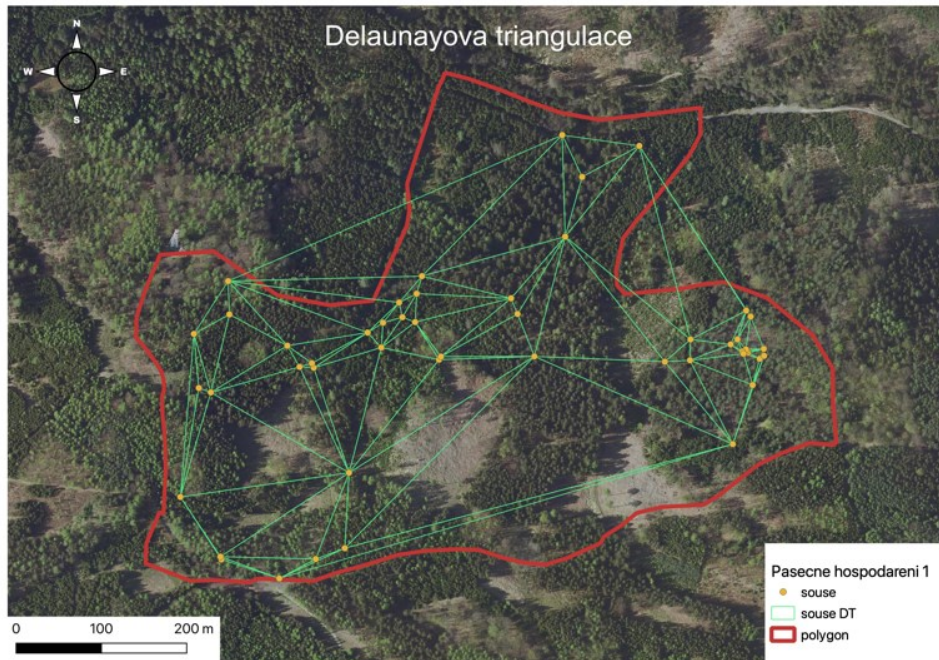 Delaunayova triangulace
N
W E
S
Pasecne hospodareni 1
souse
souse DT
polygon
0 100 200 m